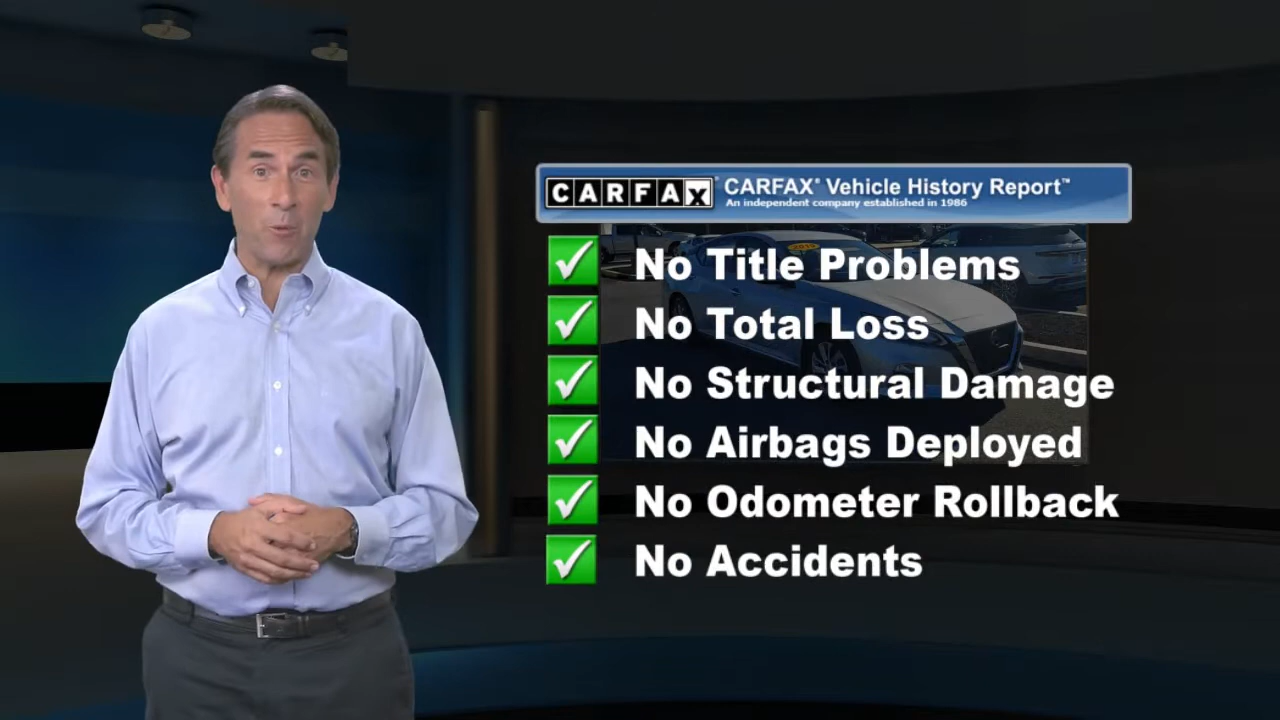 CARFAX CARFAX® Vehicle History Report™
An independent company established in 1986
No Title Problems
No Total Loss
No Structural Damage
No Airbags Deployed
No Odometer Rollback
No Accidents